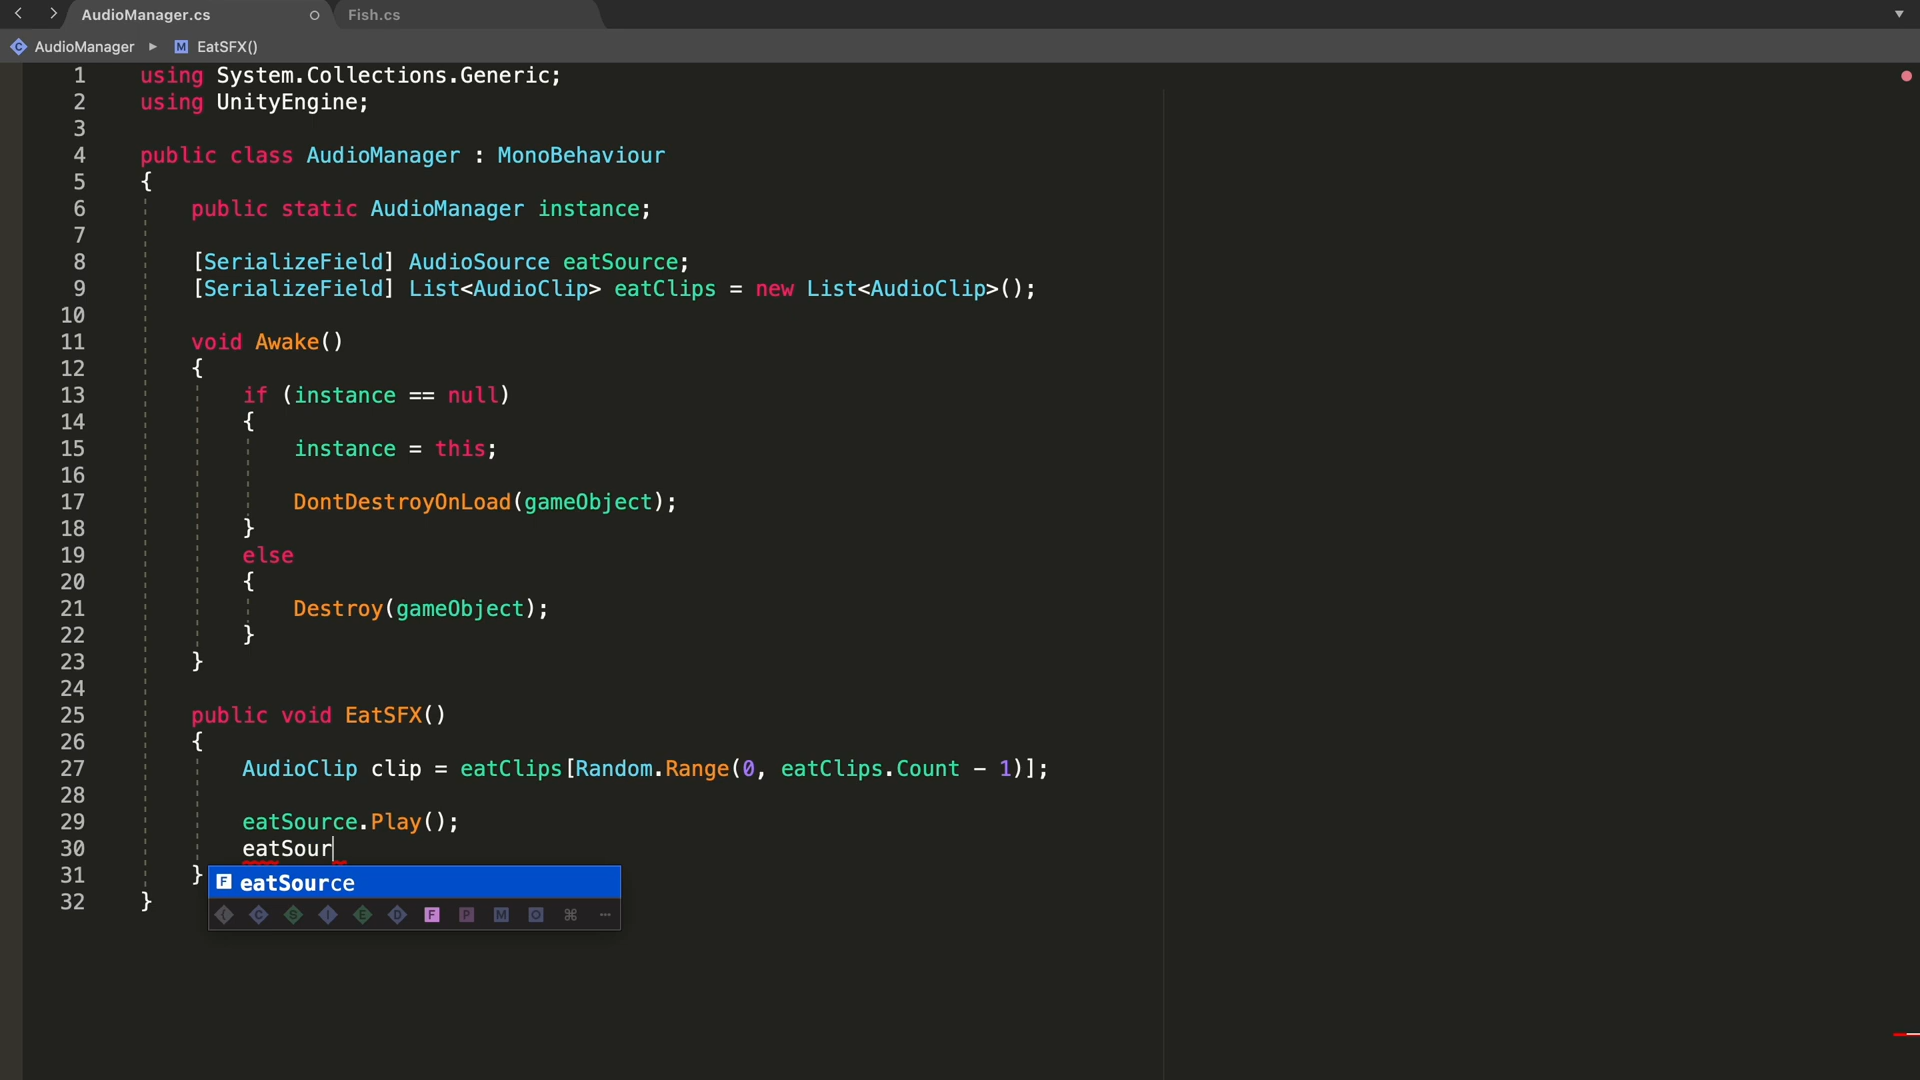 AudioManager.cs
Fish.cs
AudioManager M EatSFX()
1 using System.Collections.Generic;
2 using UnityEngine;
3
4 public class AudioManager : MonoBehaviour
5 {
6 public static AudioManager instance;
7
8 [SerializeField] AudioSource eatSource;
9 [SerializeField] List<AudioClip> eatClips = new List<AudioClip>();
10
11 void Awake()
12 {
13 if (instance == null)
14 {
15 instance = this;
16
17 DontDestroyOnLoad(gameObject);
18 }
19 else
20 {
21 Destroy(gameObject);
22 }
23 }
24
25 public void EatSFX()
26 {
27 AudioClip clip = eatClips[Random.Range(0, eatClips.Count - 1)];
28
29 eatSource.Play();
30 eatSour
31 }
F eatSource
32 }
C S I E D F P M O ⌘ ...